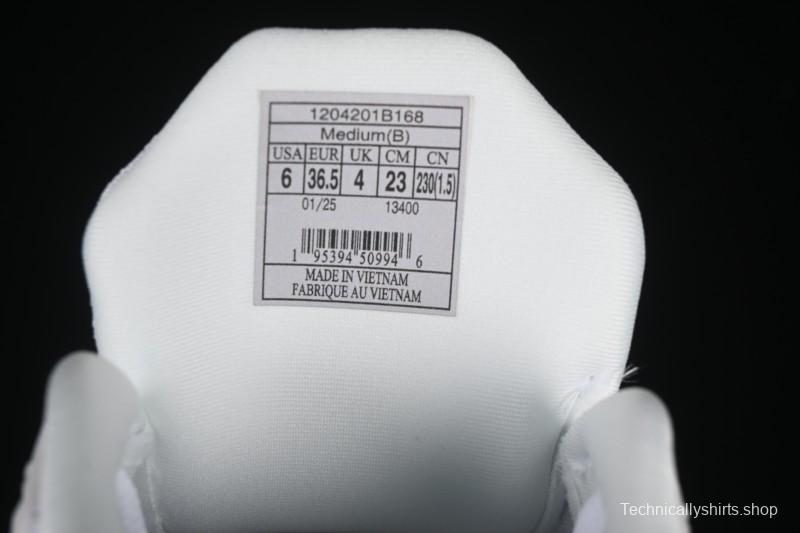 1204201B168
Medium(B)
USA EUR UK CM CN
6 36.5 4 23 230(1.5)
01/25 13400
1 95394 50994 6
MADE IN VIETNAM
FABRIQUE AU VIETNAM
Technicallyshirts.shop